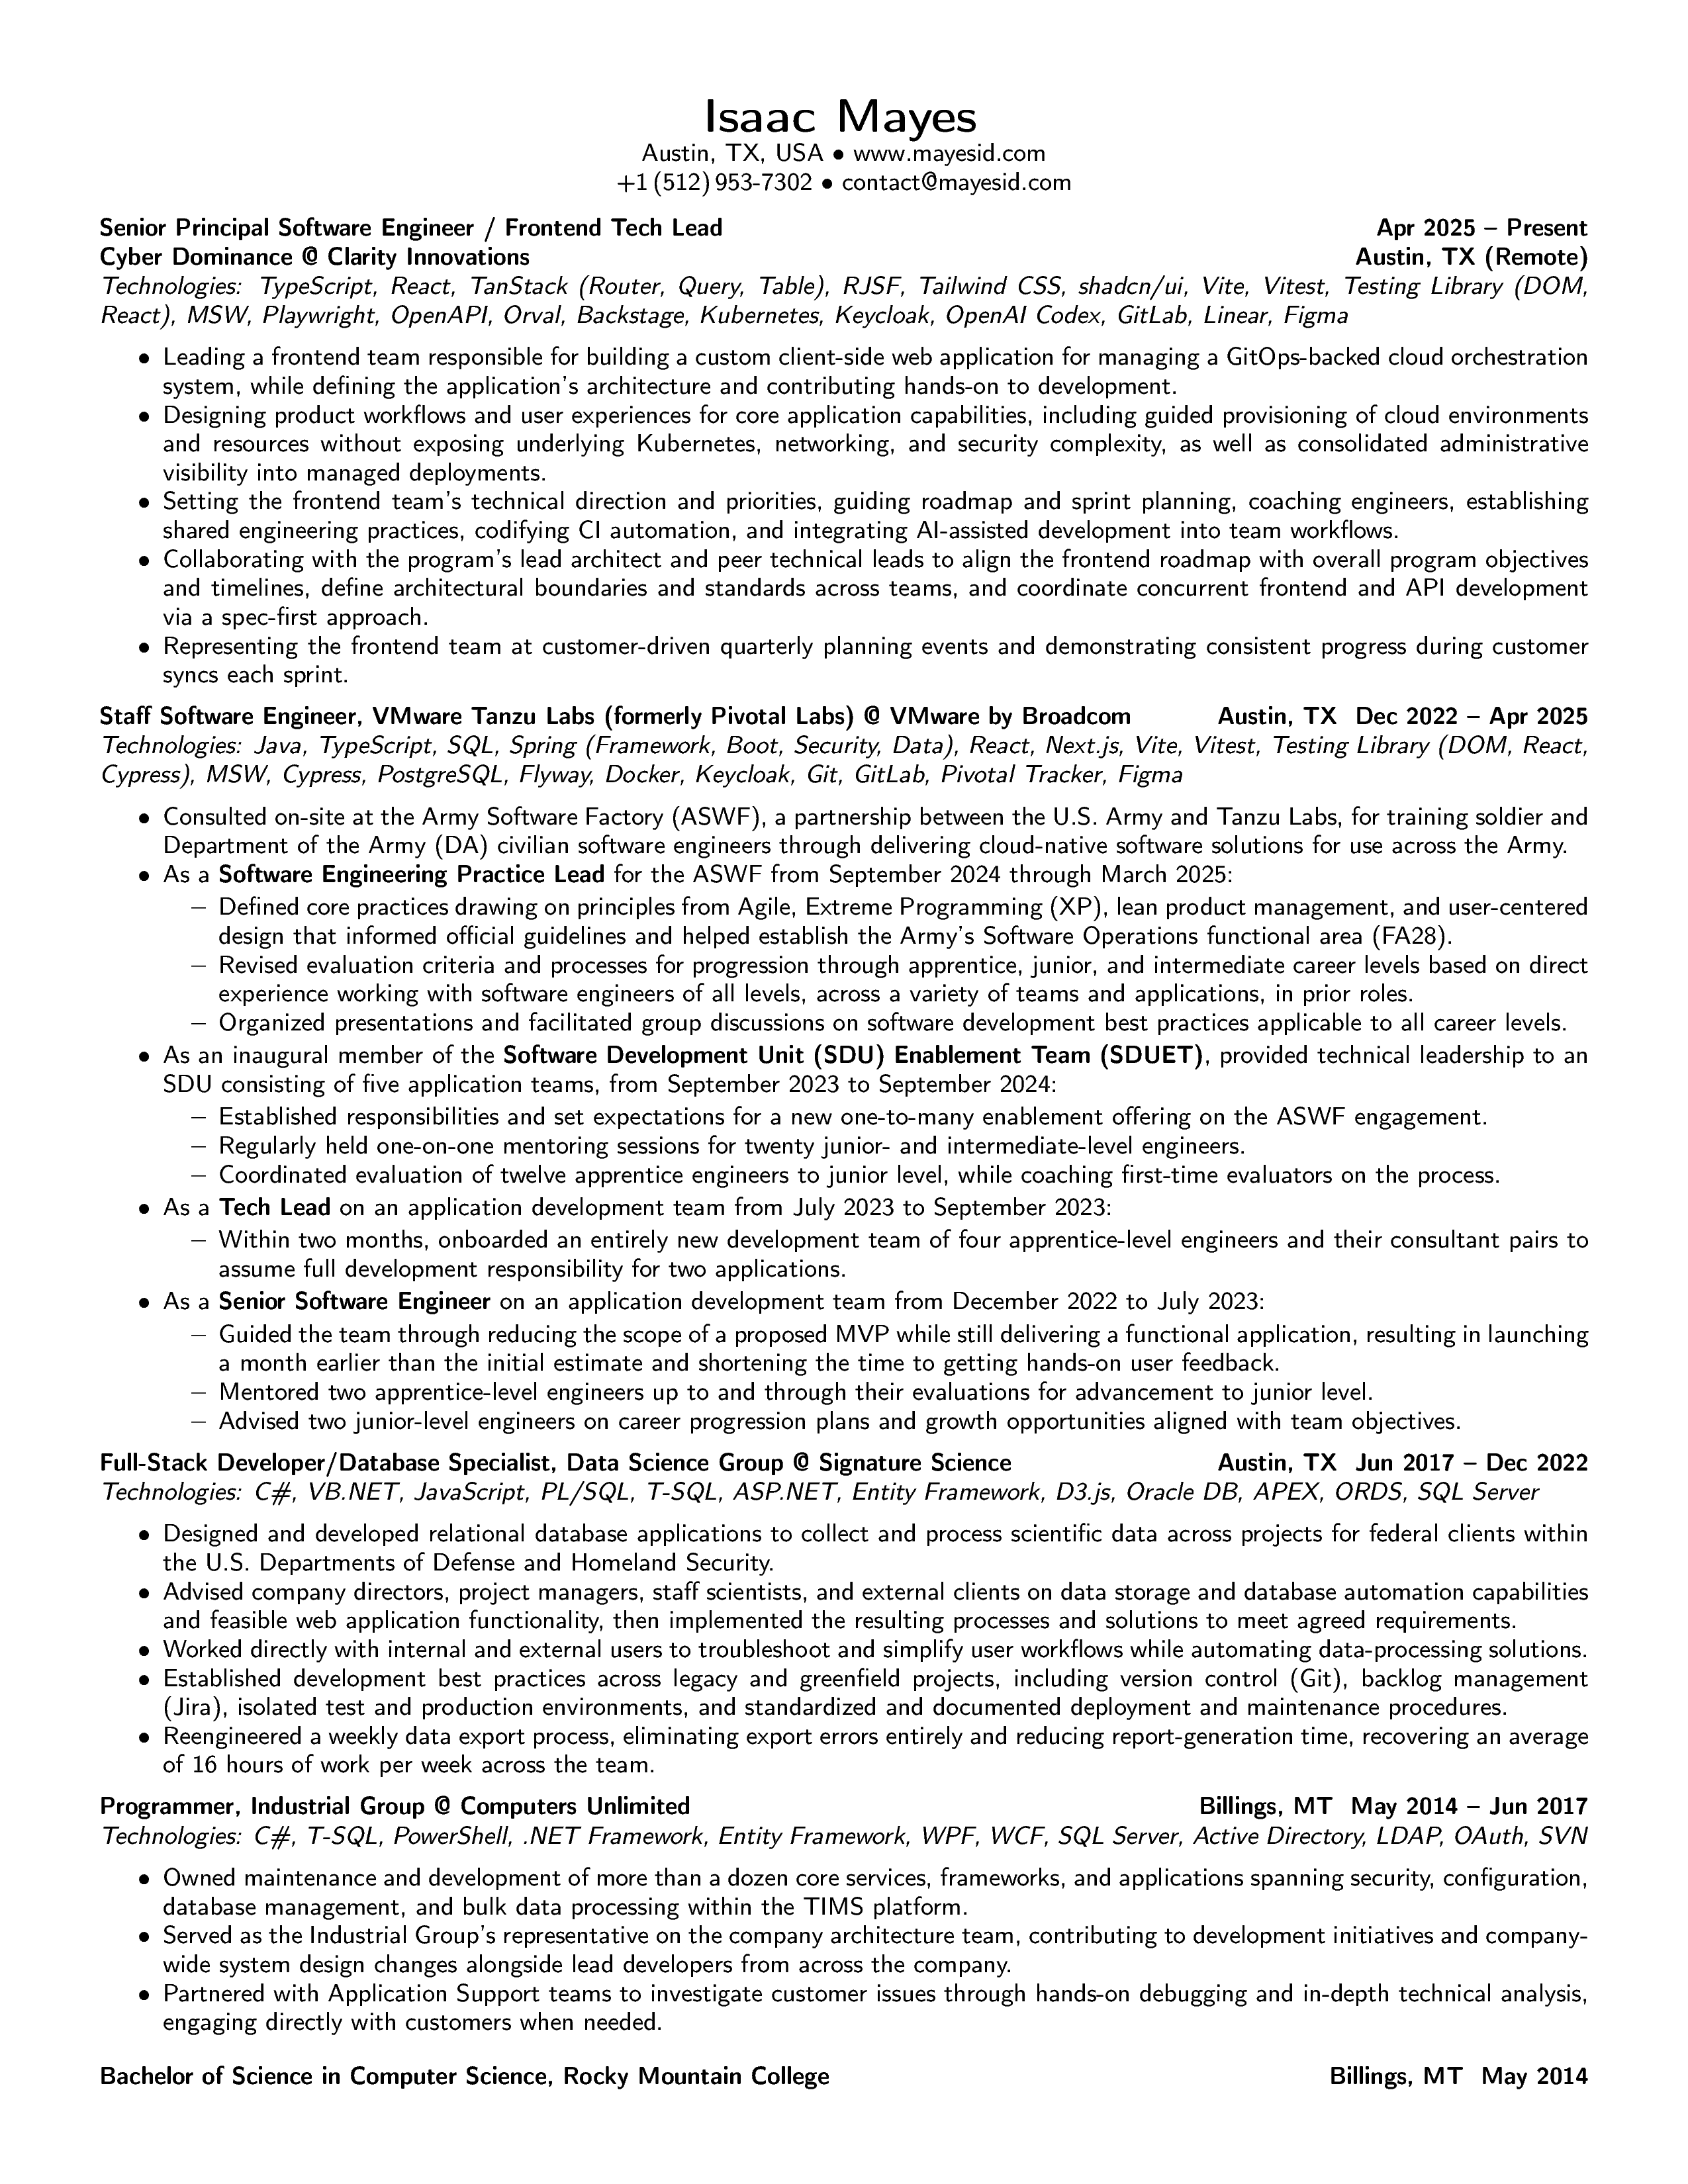 Isaac Mayes
Austin, TX, USA • www.mayesid.com
+1 (512) 953-7302 • contact@mayesid.com
Senior Principal Software Engineer / Frontend Tech Lead Apr 2025 – Present
Cyber Dominance @ Clarity Innovations Austin, TX (Remote)
Technologies: TypeScript, React, TanStack (Router, Query, Table), RJSF, Tailwind CSS, shadcn/ui, Vite, Vitest, Testing Library (DOM,
React), MSW, Playwright, OpenAPI, Orval, Backstage, Kubernetes, Keycloak, OpenAI Codex, GitLab, Linear, Figma
• Leading a frontend team responsible for building a custom client-side web application for managing a GitOps-backed cloud orchestration
system, while defining the application's architecture and contributing hands-on to development.
• Designing product workflows and user experiences for core application capabilities, including guided provisioning of cloud environments
and resources without exposing underlying Kubernetes, networking, and security complexity, as well as consolidated administrative
visibility into managed deployments.
• Setting the frontend team's technical direction and priorities, guiding roadmap and sprint planning, coaching engineers, establishing
shared engineering practices, codifying CI automation, and integrating AI-assisted development into team workflows.
• Collaborating with the program's lead architect and peer technical leads to align the frontend roadmap with overall program objectives
and timelines, define architectural boundaries and standards across teams, and coordinate concurrent frontend and API development
via a spec-first approach.
• Representing the frontend team at customer-driven quarterly planning events and demonstrating consistent progress during customer
syncs each sprint.
Staff Software Engineer, VMware Tanzu Labs (formerly Pivotal Labs) @ VMware by Broadcom Austin, TX Dec 2022 – Apr 2025
Technologies: Java, TypeScript, SQL, Spring (Framework, Boot, Security, Data), React, Next.js, Vite, Vitest, Testing Library (DOM, React,
Cypress), MSW, Cypress, PostgreSQL, Flyway, Docker, Keycloak, Git, GitLab, Pivotal Tracker, Figma
• Consulted on-site at the Army Software Factory (ASWF), a partnership between the U.S. Army and Tanzu Labs, for training soldier and
Department of the Army (DA) civilian software engineers through delivering cloud-native software solutions for use across the Army.
• As a Software Engineering Practice Lead for the ASWF from September 2024 through March 2025:
– Defined core practices drawing on principles from Agile, Extreme Programming (XP), lean product management, and user-centered
design that informed official guidelines and helped establish the Army's Software Operations functional area (FA28).
– Revised evaluation criteria and processes for progression through apprentice, junior, and intermediate career levels based on direct
experience working with software engineers of all levels, across a variety of teams and applications, in prior roles.
– Organized presentations and facilitated group discussions on software development best practices applicable to all career levels.
• As an inaugural member of the Software Development Unit (SDU) Enablement Team (SDUET), provided technical leadership to an
SDU consisting of five application teams, from September 2023 to September 2024:
– Established responsibilities and set expectations for a new one-to-many enablement offering on the ASWF engagement.
– Regularly held one-on-one mentoring sessions for twenty junior- and intermediate-level engineers.
– Coordinated evaluation of twelve apprentice engineers to junior level, while coaching first-time evaluators on the process.
• As a Tech Lead on an application development team from July 2023 to September 2023:
– Within two months, onboarded an entirely new development team of four apprentice-level engineers and their consultant pairs to
assume full development responsibility for two applications.
• As a Senior Software Engineer on an application development team from December 2022 to July 2023:
– Guided the team through reducing the scope of a proposed MVP while still delivering a functional application, resulting in launching
a month earlier than the initial estimate and shortening the time to getting hands-on user feedback.
– Mentored two apprentice-level engineers up to and through their evaluations for advancement to junior level.
– Advised two junior-level engineers on career progression plans and growth opportunities aligned with team objectives.
Full-Stack Developer/Database Specialist, Data Science Group @ Signature Science Austin, TX Jun 2017 – Dec 2022
Technologies: C#, VB.NET, JavaScript, PL/SQL, T-SQL, ASP.NET, Entity Framework, D3.js, Oracle DB, APEX, ORDS, SQL Server
• Designed and developed relational database applications to collect and process scientific data across projects for federal clients within
the U.S. Departments of Defense and Homeland Security.
• Advised company directors, project managers, staff scientists, and external clients on data storage and database automation capabilities
and feasible web application functionality, then implemented the resulting processes and solutions to meet agreed requirements.
• Worked directly with internal and external users to troubleshoot and simplify user workflows while automating data-processing solutions.
• Established development best practices across legacy and greenfield projects, including version control (Git), backlog management
(Jira), isolated test and production environments, and standardized and documented deployment and maintenance procedures.
• Reengineered a weekly data export process, eliminating export errors entirely and reducing report-generation time, recovering an average
of 16 hours of work per week across the team.
Programmer, Industrial Group @ Computers Unlimited Billings, MT May 2014 – Jun 2017
Technologies: C#, T-SQL, PowerShell, .NET Framework, Entity Framework, WPF, WCF, SQL Server, Active Directory, LDAP, OAuth, SVN
• Owned maintenance and development of more than a dozen core services, frameworks, and applications spanning security, configuration,
database management, and bulk data processing within the TIMS platform.
• Served as the Industrial Group's representative on the company architecture team, contributing to development initiatives and company-
wide system design changes alongside lead developers from across the company.
• Partnered with Application Support teams to investigate customer issues through hands-on debugging and in-depth technical analysis,
engaging directly with customers when needed.
Bachelor of Science in Computer Science, Rocky Mountain College Billings, MT May 2014